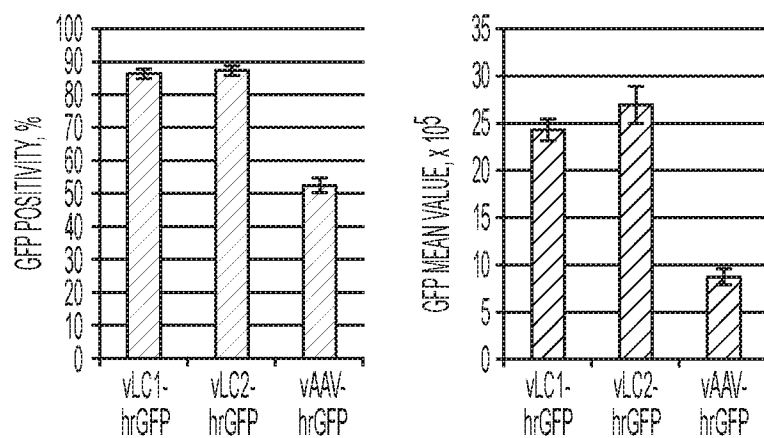 GFP POSITIVITY, %
100
90
80
70
60
50
40
30
20
10
0
vLC1-
hrGFP
vLC2-
hrGFP
vAAV-
hrGFP
GFP MEAN VALUE, x 10⁵
35
30
25
20
15
10
5
0
vLC1-
hrGFP
vLC2-
hrGFP
vAAV-
hrGFP